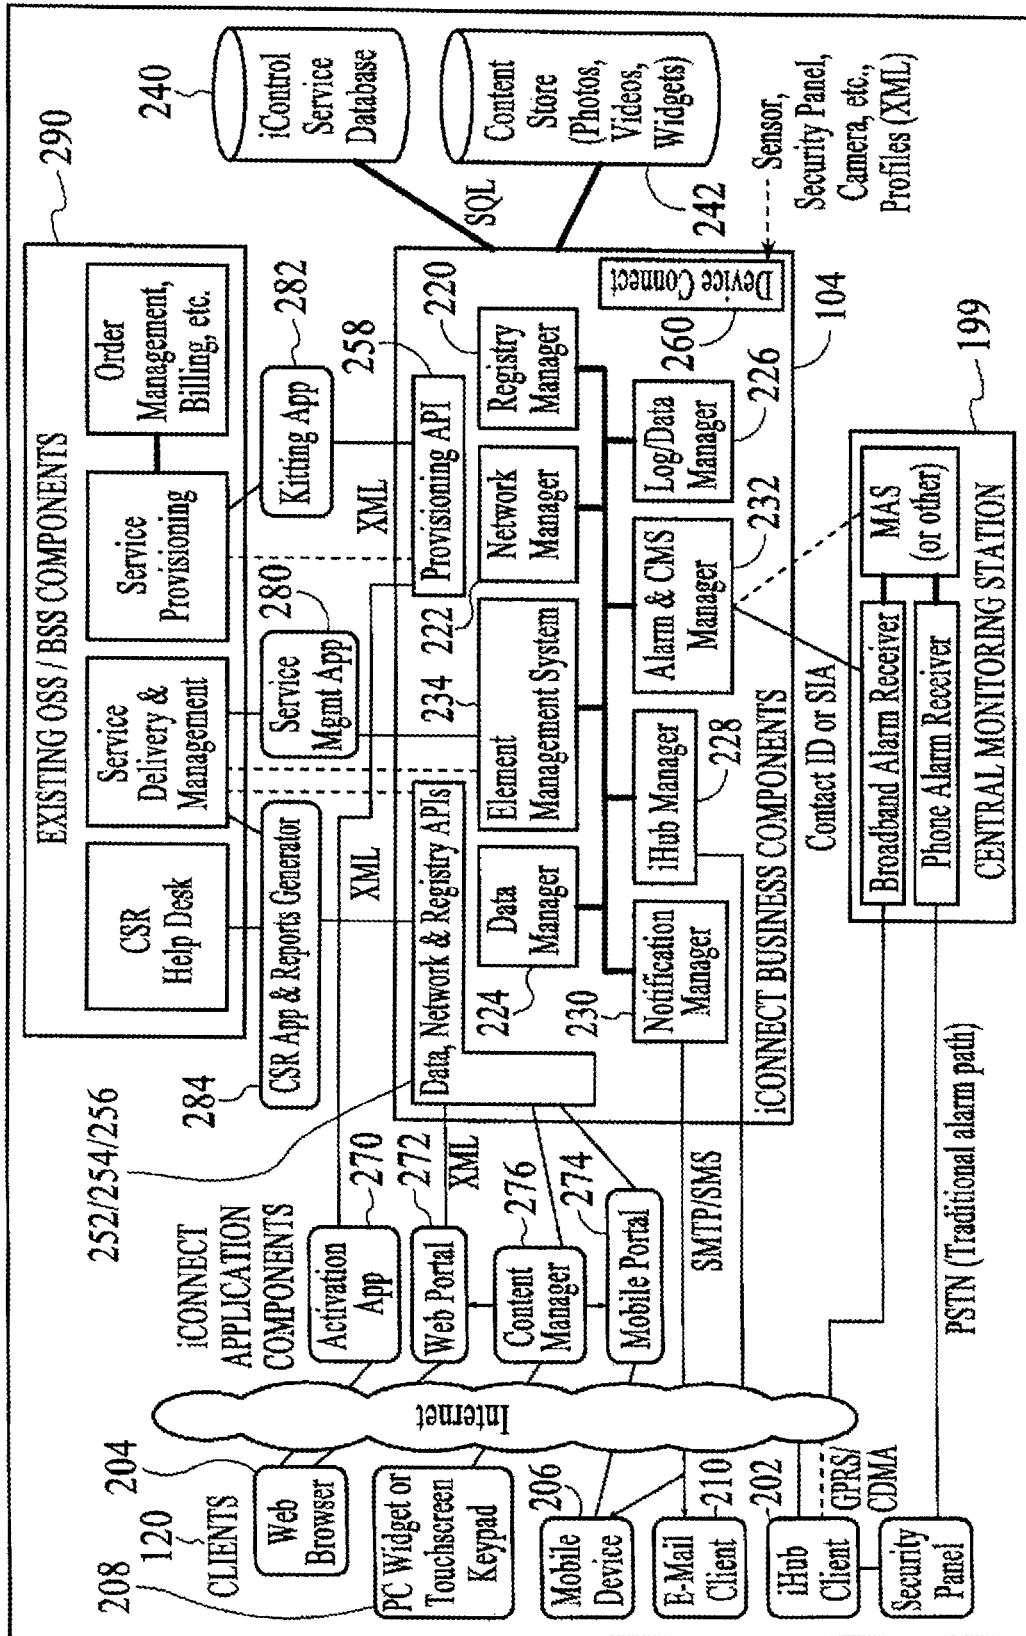 208
120
CLIENTS
204
Web
Browser
PC Widget or
Touchscreen
Keypad
Mobile
Device
206
E-Mail
Client
210
iHub
Client
202
GPRS/
CDMA
Security
Panel
Internet
iCONNECT
APPLICATION
COMPONENTS
Activation
App
270
Web Portal
272
XML
Content
Manager
276
Mobile Portal
274
SMTP/SMS
PSTN (Traditional alarm path)
252/254/256
284
EXISTING OSS / BSS COMPONENTS
290
CSR
Help Desk
Service
Delivery &
Management
Service
Provisioning
Order
Management,
Billing, etc.
CSR App & Reports Generator
Service
Mgmt App
280
Kitting App
282
XML
XML
258
Data, Network & Registry APIs
Provisioning API
234
222
220
Data
Manager
224
Element
Management System
Network
Manager
Registry
Manager
230
Notification
Manager
iHub Manager
228
Alarm & CMS
Manager
232
Log/Data
Manager
226
260
Device Connect
iCONNECT BUSINESS COMPONENTS
104
Contact ID or SIA
Broadband Alarm Receiver
Phone Alarm Receiver
MAS
(or other)
CENTRAL MONITORING STATION
199
240
iControl
Service
Database
SQL
Content
Store
(Photos,
Videos,
Widgets)
242
Sensor,
Security Panel,
Camera, etc.,
Profiles (XML)